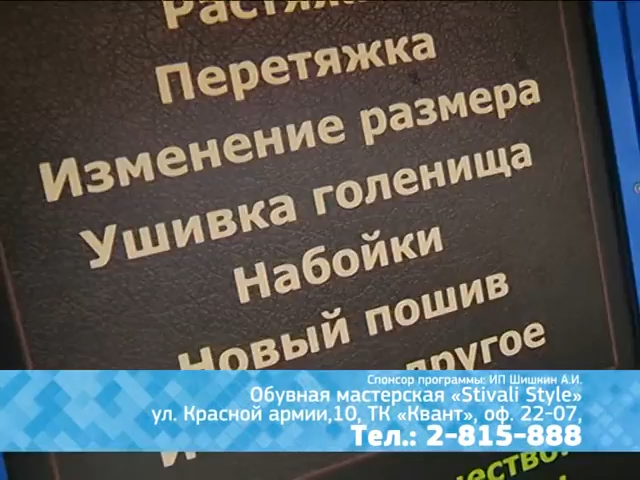 Перетяжка
Изменение размера
Ушивка голенища
Набойки
Новый пошив
другое
Спонсор программы: ИП Шишкин А.И.
Обувная мастерская «Stivali Style»
ул. Красной армии,10, ТК «Квант», оф. 22-07,
Тел.: 2-815-888